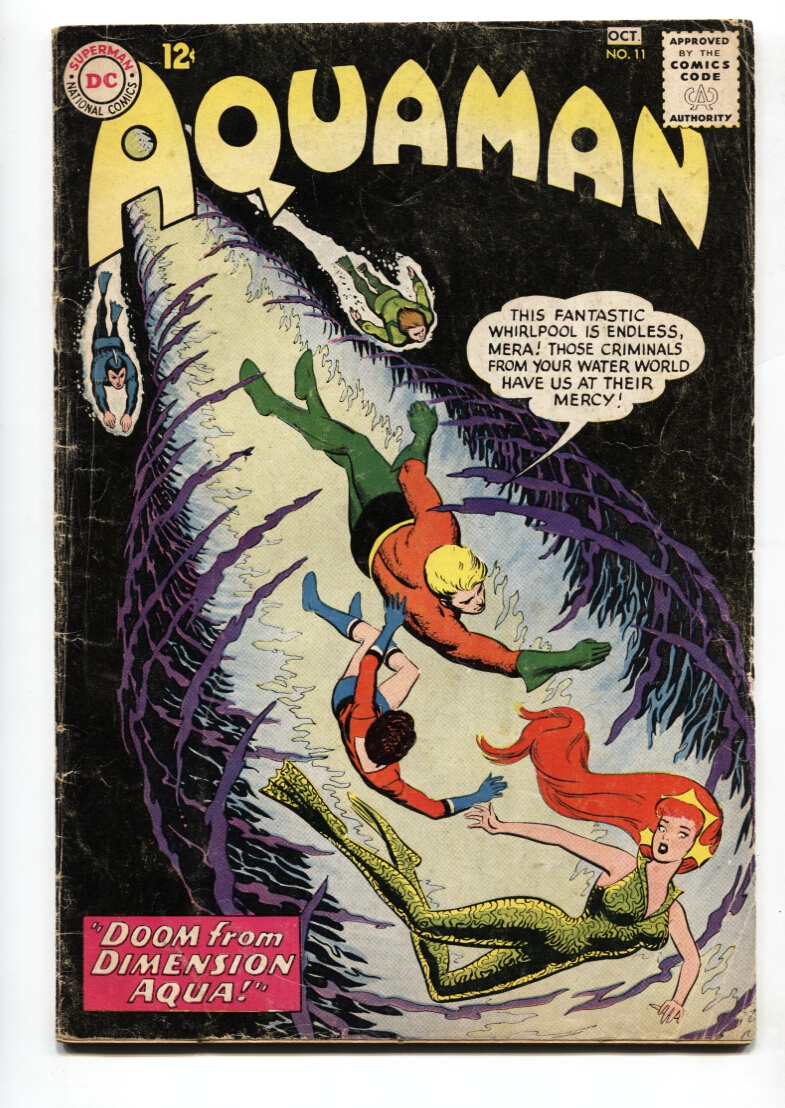 SUPERMAN
DC
NATIONAL COMICS
12¢
OCT.
NO. 11
APPROVED
BY THE
COMICS
CODE
CA
AUTHORITY
AQUAMAN
THIS FANTASTIC
WHIRLPOOL IS ENDLESS,
MERA! THOSE CRIMINALS
FROM YOUR WATER WORLD
HAVE US AT THEIR
MERCY!
"DOOM from
DIMENSION
AQUA!"